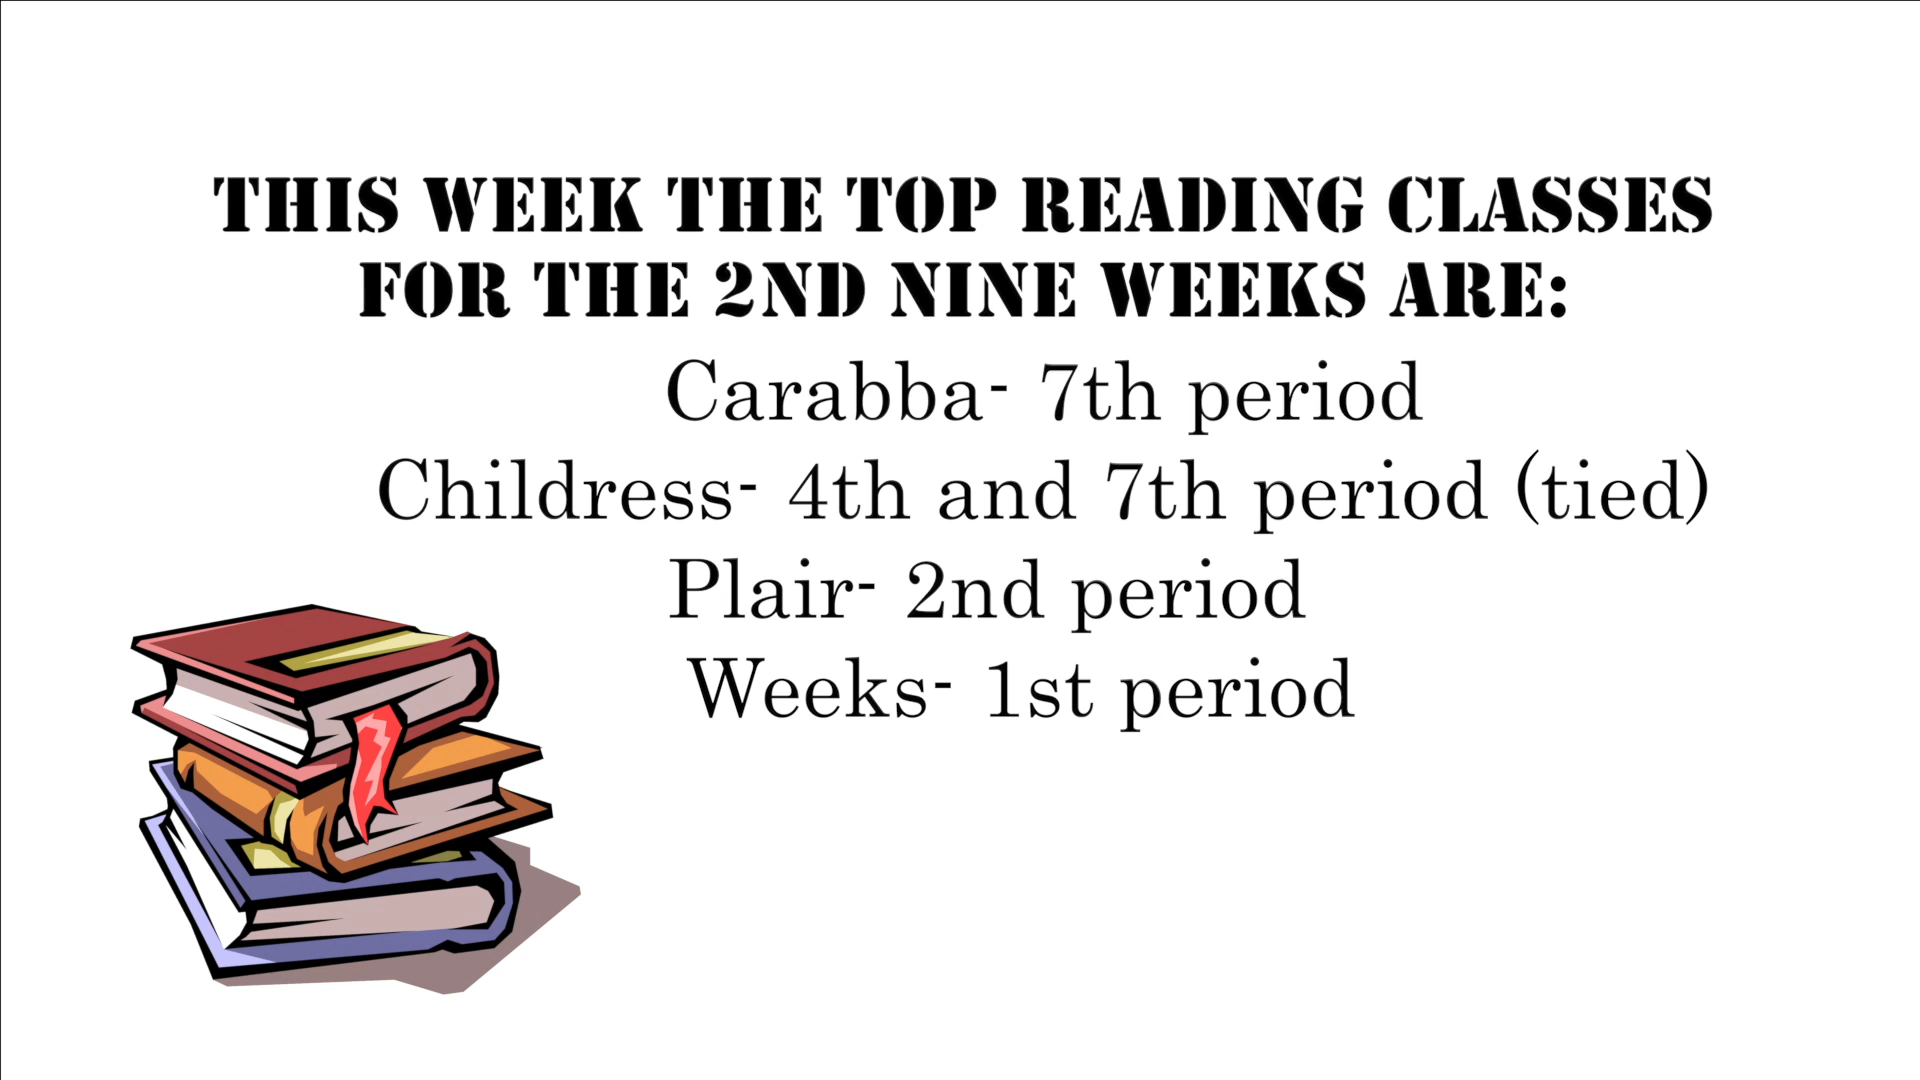 THIS WEEK THE TOP READING CLASSES
FOR THE 2ND NINE WEEKS ARE:
Carabba- 7th period
Childress- 4th and 7th period (tied)
Plair- 2nd period
Weeks- 1st period